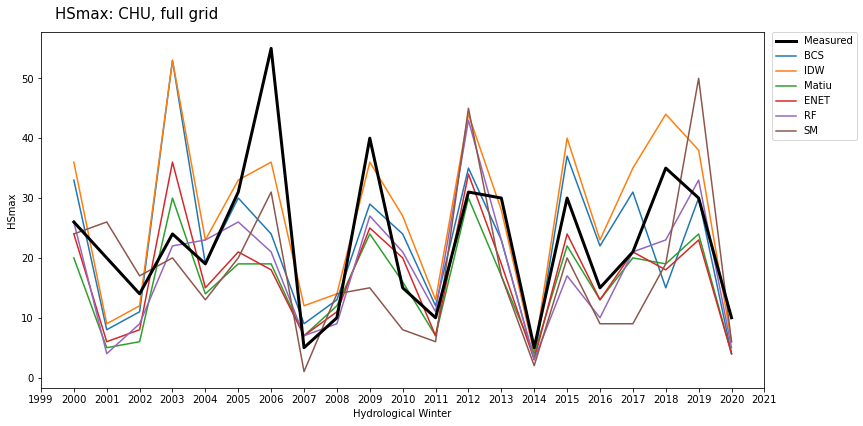 HSmax: CHU, full grid
Measured
BCS
IDW
Matiu
ENET
RF
SM
HSmax
50
40
30
20
10
0
1999 2000 2001 2002 2003 2004 2005 2006 2007 2008 2009 2010 2011 2012 2013 2014 2015 2016 2017 2018 2019 2020 2021
Hydrological Winter